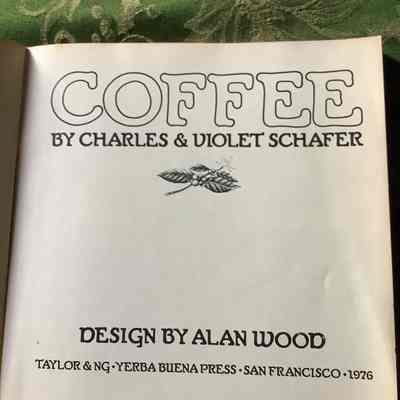 COFFEE
BY CHARLES & VIOLET SCHAFER
DESIGN BY ALAN WOOD
TAYLOR & NG • YERBA BUENA PRESS • SAN FRANCISCO • 1976